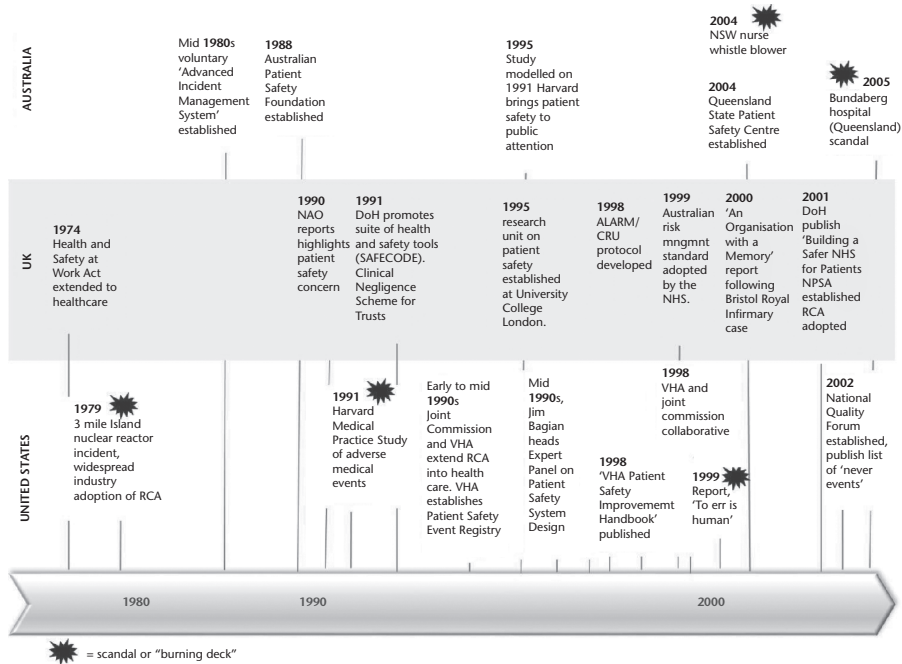 AUSTRALIA
Mid 1980s
voluntary
‘Advanced
Incident
Management
System’
established
1988
Australian
Patient
Safety
Foundation
established
1995
Study
modelled on
1991 Harvard
brings patient
safety to
public
attention
2004
NSW nurse
whistle blower
2004
Queensland
State Patient
Safety Centre
established
2005
Bundaberg
hospital
(Queensland)
scandal
UK
1974
Health and
Safety at
Work Act
extended to
healthcare
1990
NAO
reports
highlights
patient
safety
concern
1991
DoH promotes
suite of health
and safety tools
(SAFECODE).
Clinical
Negligence
Scheme for
Trusts
1995
research
unit on
patient
safety
established
at University
College
London.
1998
ALARM/
CRU
protocol
developed
1999
Australian
risk
mngmnt
standard
adopted
by the
NHS.
2000
‘An
Organisation
with a
Memory’
report
following
Bristol Royal
Infirmary
case
2001
DoH
publish
‘Building a
Safer NHS
for Patients
NPSA
established
RCA
adopted
UNITED STATES
1979
3 mile Island
nuclear reactor
incident,
widespread
industry
adoption of RCA
1991
Harvard
Medical
Practice Study
of adverse
medical
events
Early to mid
1990s
Joint
Commission
and VHA
extend RCA
into health
care. VHA
establishes
Patient Safety
Event Registry
Mid
1990s,
Jim
Bagian
heads
Expert
Panel on
Patient
Safety
System
Design
1998
‘VHA Patient
Safety
Improvememt
Handbook’
published
1998
VHA and
joint
commission
collaborative
1999
Report,
‘To err is
human’
2002
National
Quality
Forum
established,
publish list
of ‘never
events’
1980
1990
2000
= scandal or “burning deck”